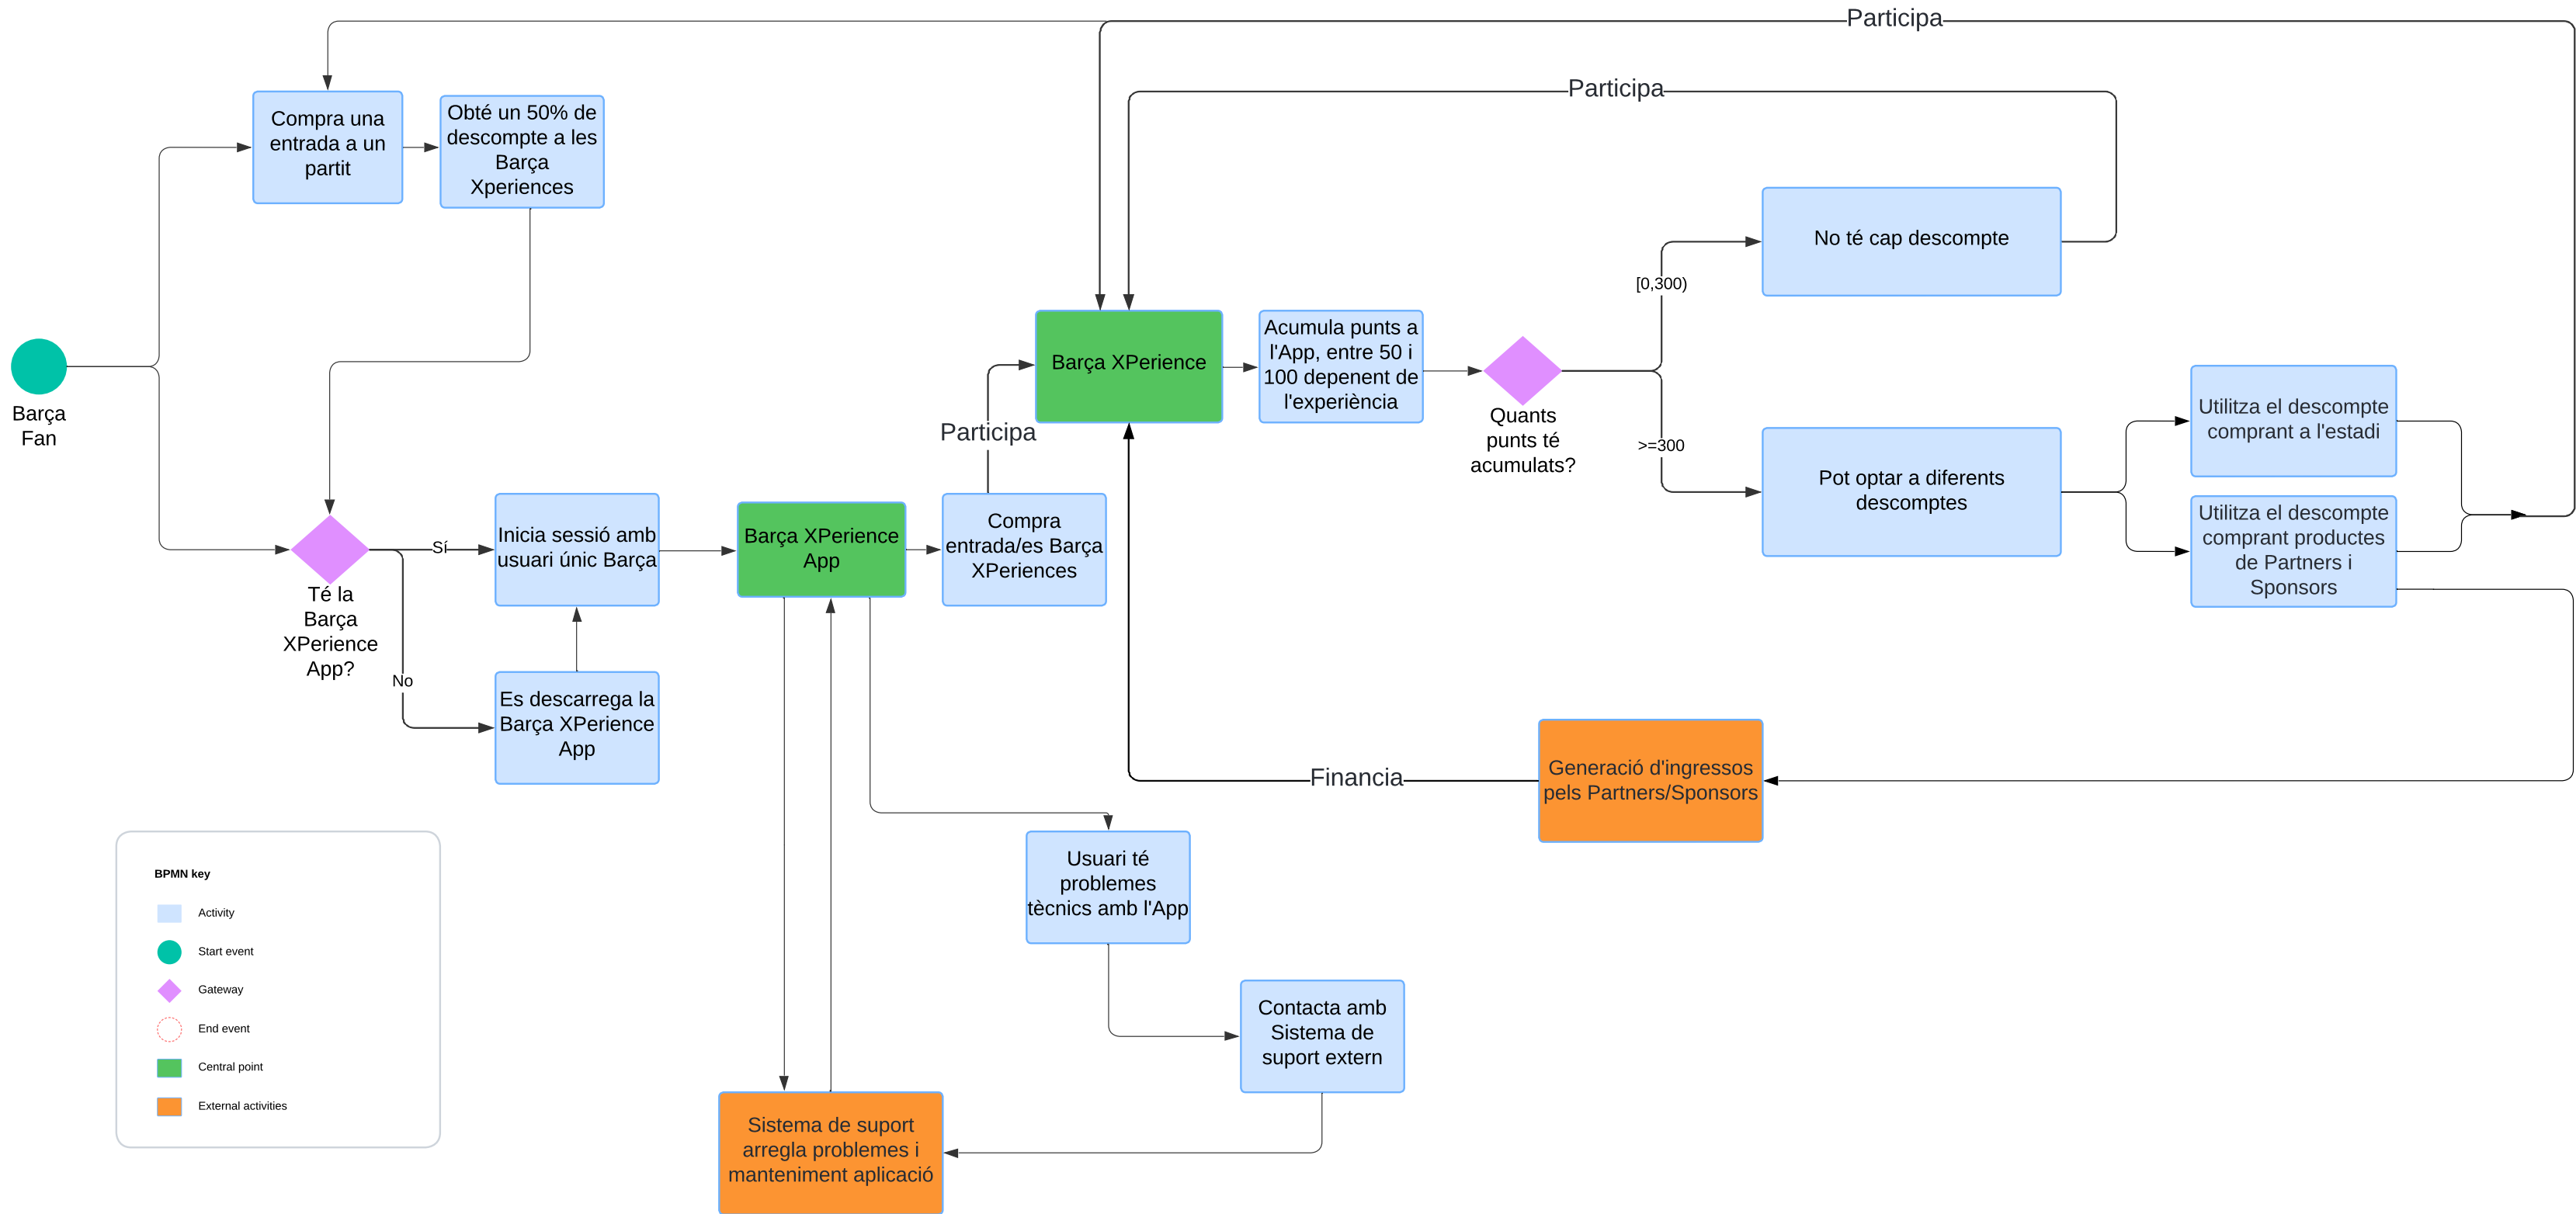 Participa
Participa
Compra una
entrada a un
partit
Obté un 50% de
descompte a les
Barça
Xperiences
No té cap descompte
[0,300)
Barça
Fan
Barça XPerience
Acumula punts a
l'App, entre 50 i
100 depenent de
l'experiència
Quants
punts té
acumulats?
>=300
Pot optar a diferents
descomptes
Utilitza el descompte
comprant a l'estadi
Utilitza el descompte
comprant productes
de Partners i
Sponsors
Participa
Té la
Barça
XPerience
App?
Sí
No
Inicia sessió amb
usuari únic Barça
Barça XPerience
App
Compra
entrada/es Barça
XPeriences
Es descarrega la
Barça XPerience
App
Financia
Generació d'ingressos
pels Partners/Sponsors
Usuari té
problemes
tècnics amb l'App
Contacta amb
Sistema de
suport extern
Sistema de suport
arregla problemes i
manteniment aplicació
BPMN key
Activity
Start event
Gateway
End event
Central point
External activities